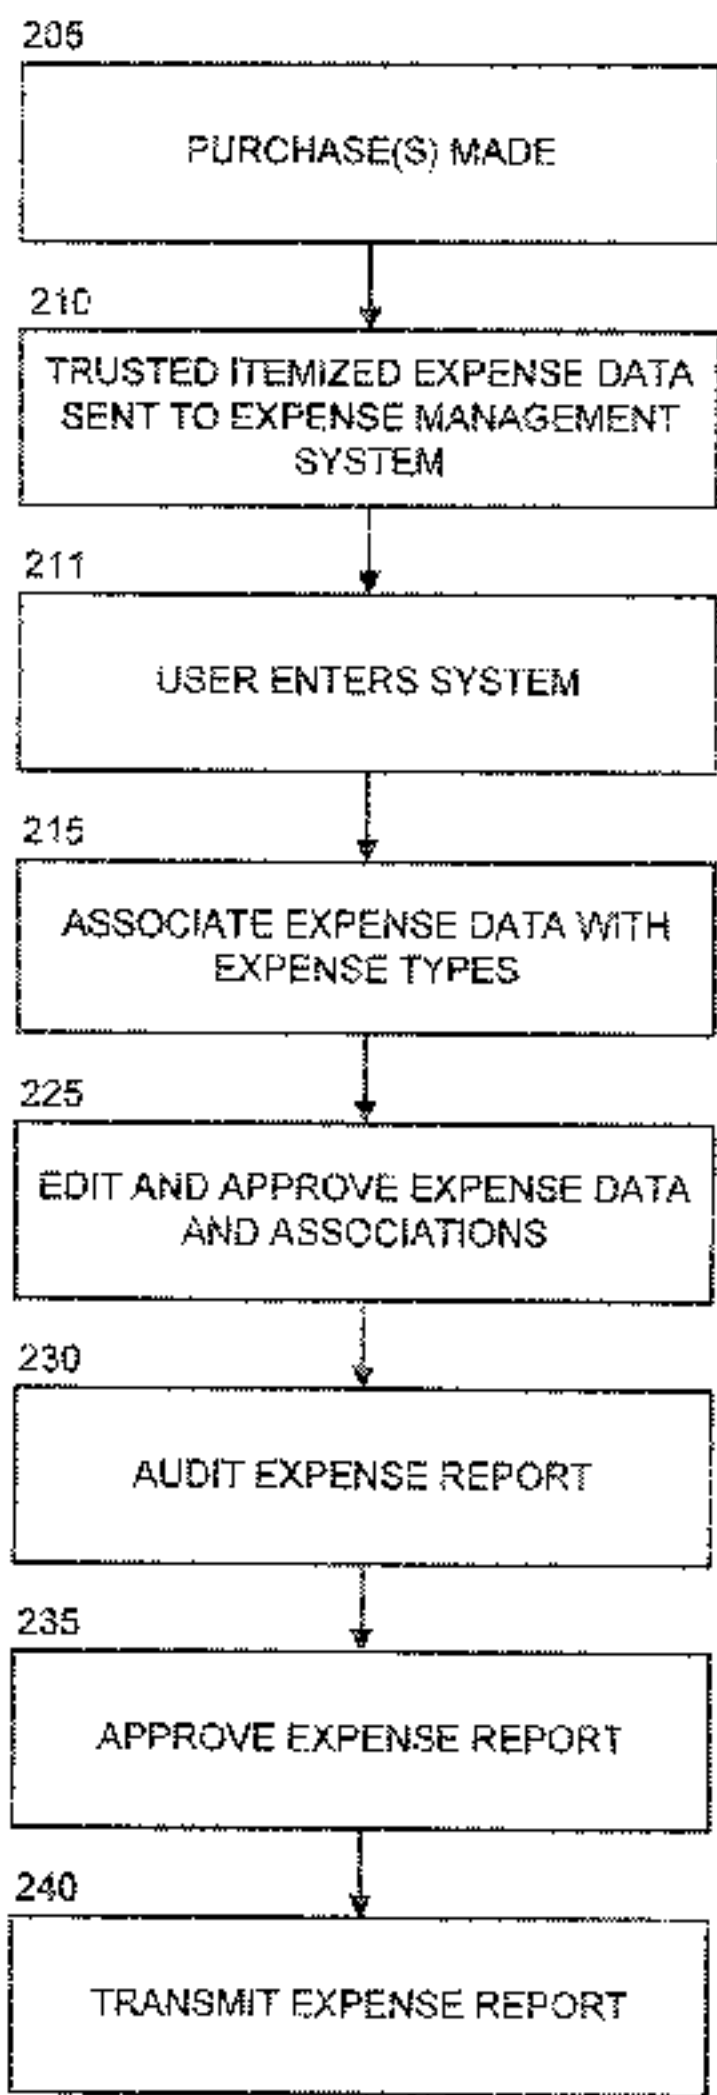 205
PURCHASE(S) MADE
210
TRUSTED ITEMIZED EXPENSE DATA
SENT TO EXPENSE MANAGEMENT
SYSTEM
211
USER ENTERS SYSTEM
215
ASSOCIATE EXPENSE DATA WITH
EXPENSE TYPES
225
EDIT AND APPROVE EXPENSE DATA
AND ASSOCIATIONS
230
AUDIT EXPENSE REPORT
235
APPROVE EXPENSE REPORT
240
TRANSMIT EXPENSE REPORT